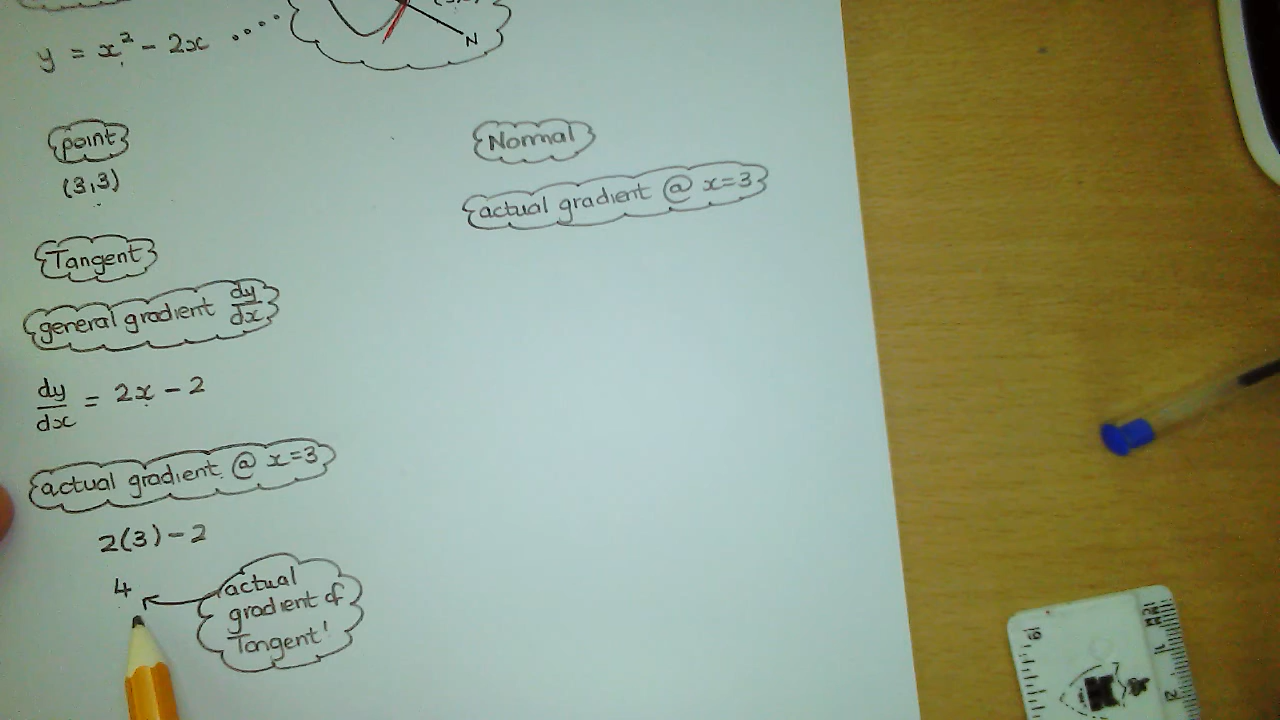 y = x² - 2x ....
N
point
(3,3)
Tangent
general gradient dy/dx
dy/dx = 2x - 2
actual gradient @ x=3
2(3) - 2
4
actual
gradient of
Tangent!
Normal
actual gradient @ x=3